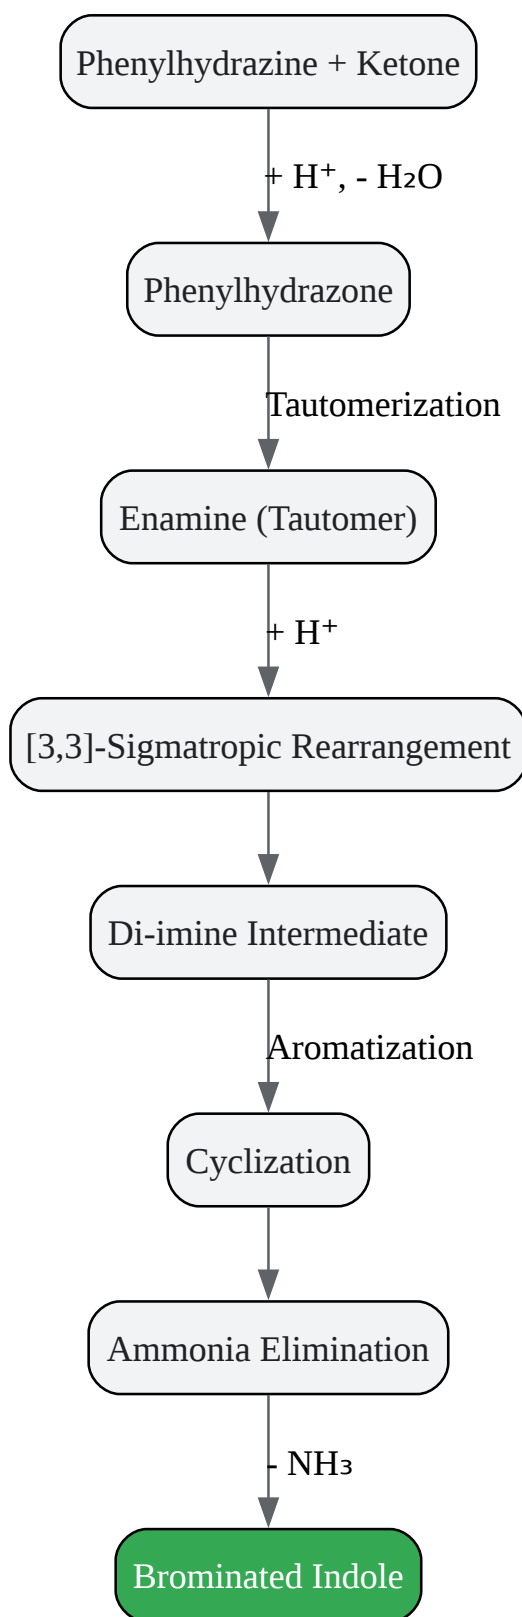 Phenylhydrazine + Ketone
+ H⁺, - H₂O
Phenylhydrazone
Tautomerization
Enamine (Tautomer)
+ H⁺
[3,3]-Sigmatropic Rearrangement
Di-imine Intermediate
Aromatization
Cyclization
Ammonia Elimination
- NH₃
Brominated Indole